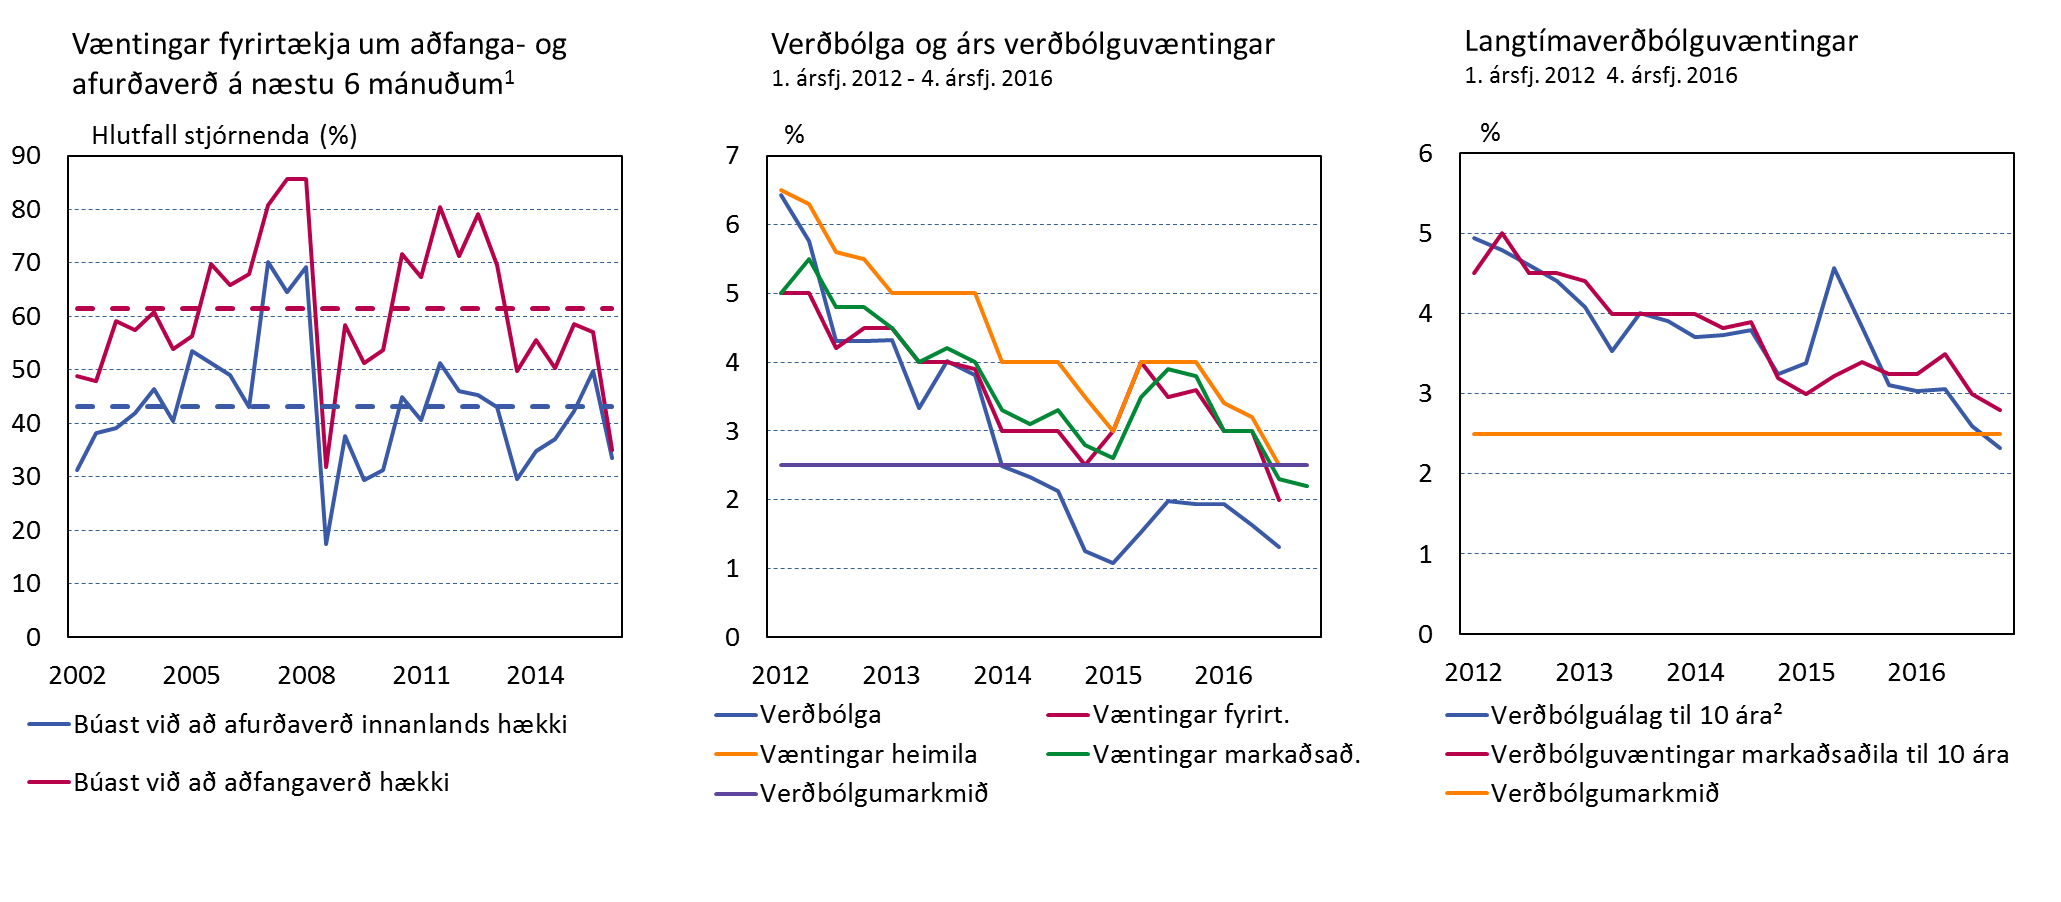 Væntingar fyrirtækja um aðfanga- og
afurðaverð á næstu 6 mánuðum¹
Hlutfall stjórnenda (%)
90
80
70
60
50
40
30
20
10
0
2002 2005 2008 2011 2014
Búast við að afurðaverð innanlands hækki
Búast við að aðfangaverð hækki
Verðbólga og árs verðbólguvæntingar
1. ársfj. 2012 - 4. ársfj. 2016
%
7
6
5
4
3
2
1
0
2012 2013 2014 2015 2016
Verðbólga Væntingar fyrirt.
Væntingar heimila Væntingar markaðsað.
Verðbólgumarkmið
Langtímaverðbólguvæntingar
1. ársfj. 2012 4. ársfj. 2016
%
6
5
4
3
2
1
0
2012 2013 2014 2015 2016
Verðbólguálag til 10 ára²
Verðbólguvæntingar markaðsaðila til 10 ára
Verðbólgumarkmið